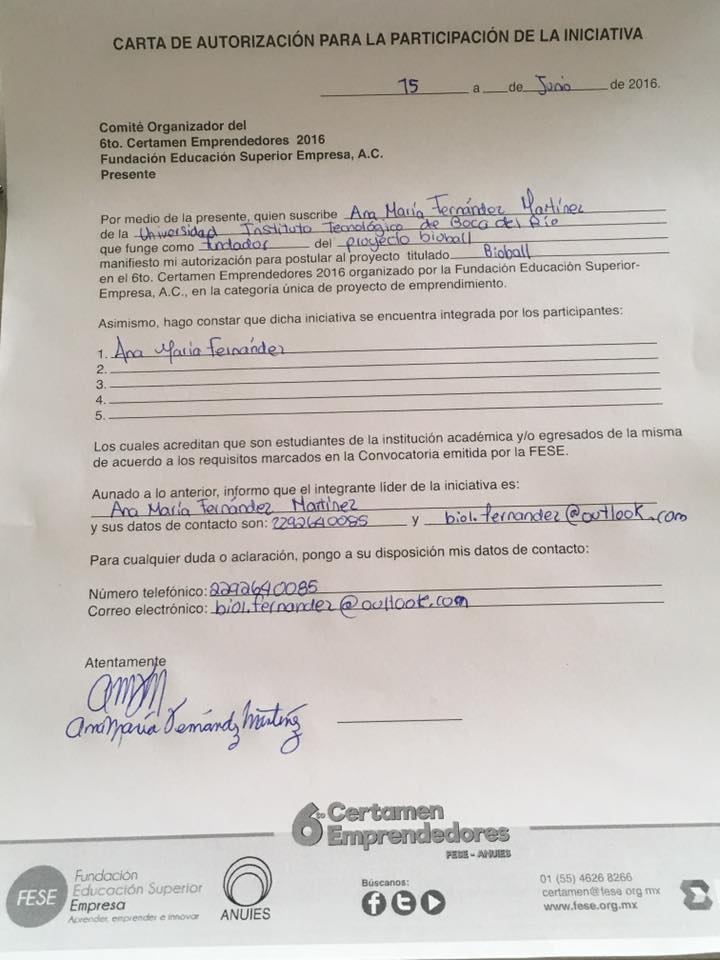 CARTA DE AUTORIZACIÓN PARA LA PARTICIPACIÓN DE LA INICIATIVA
15 a ___de Junio de 2016.
Comité Organizador del
6to. Certamen Emprendedores 2016
Fundación Educación Superior Empresa, A.C.
Presente
Por medio de la presente, quien suscribe Ana María Fernández Martínez
de la Universidad Instituto Tecnológico de Boca del Río
que funge como fundador del proyecto bioball
manifiesto mi autorización para postular al proyecto titulado Bioball
en el 6to. Certamen Emprendedores 2016 organizado por la Fundación Educación Superior-
Empresa, A.C., en la categoría única de proyecto de emprendimiento.
Asimismo, hago constar que dicha iniciativa se encuentra integrada por los participantes:
1. Ana María Fernández
2.
3.
4.
5.
Los cuales acreditan que son estudiantes de la institución académica y/o egresados de la misma
de acuerdo a los requisitos marcados en la Convocatoria emitida por la FESE.
Aunado a lo anterior, informo que el integrante líder de la iniciativa es:
Ana María Fernández Martínez
y sus datos de contacto son: 2292640085 y biol.fernandez@outlook.com
Para cualquier duda o aclaración, pongo a su disposición mis datos de contacto:
Número telefónico: 2292640085
Correo electrónico: biol.fernandez@outlook.com
Atentamente
Ana María Fernández Martínez
6to Certamen
Emprendedores
FESE - ANUIES
FESE
Fundación
Educación Superior
Empresa
Aprender, emprender e innovar
ANUIES
Búscanos:
01 (55) 4626 8266
certamen@fese.org.mx
www.fese.org.mx